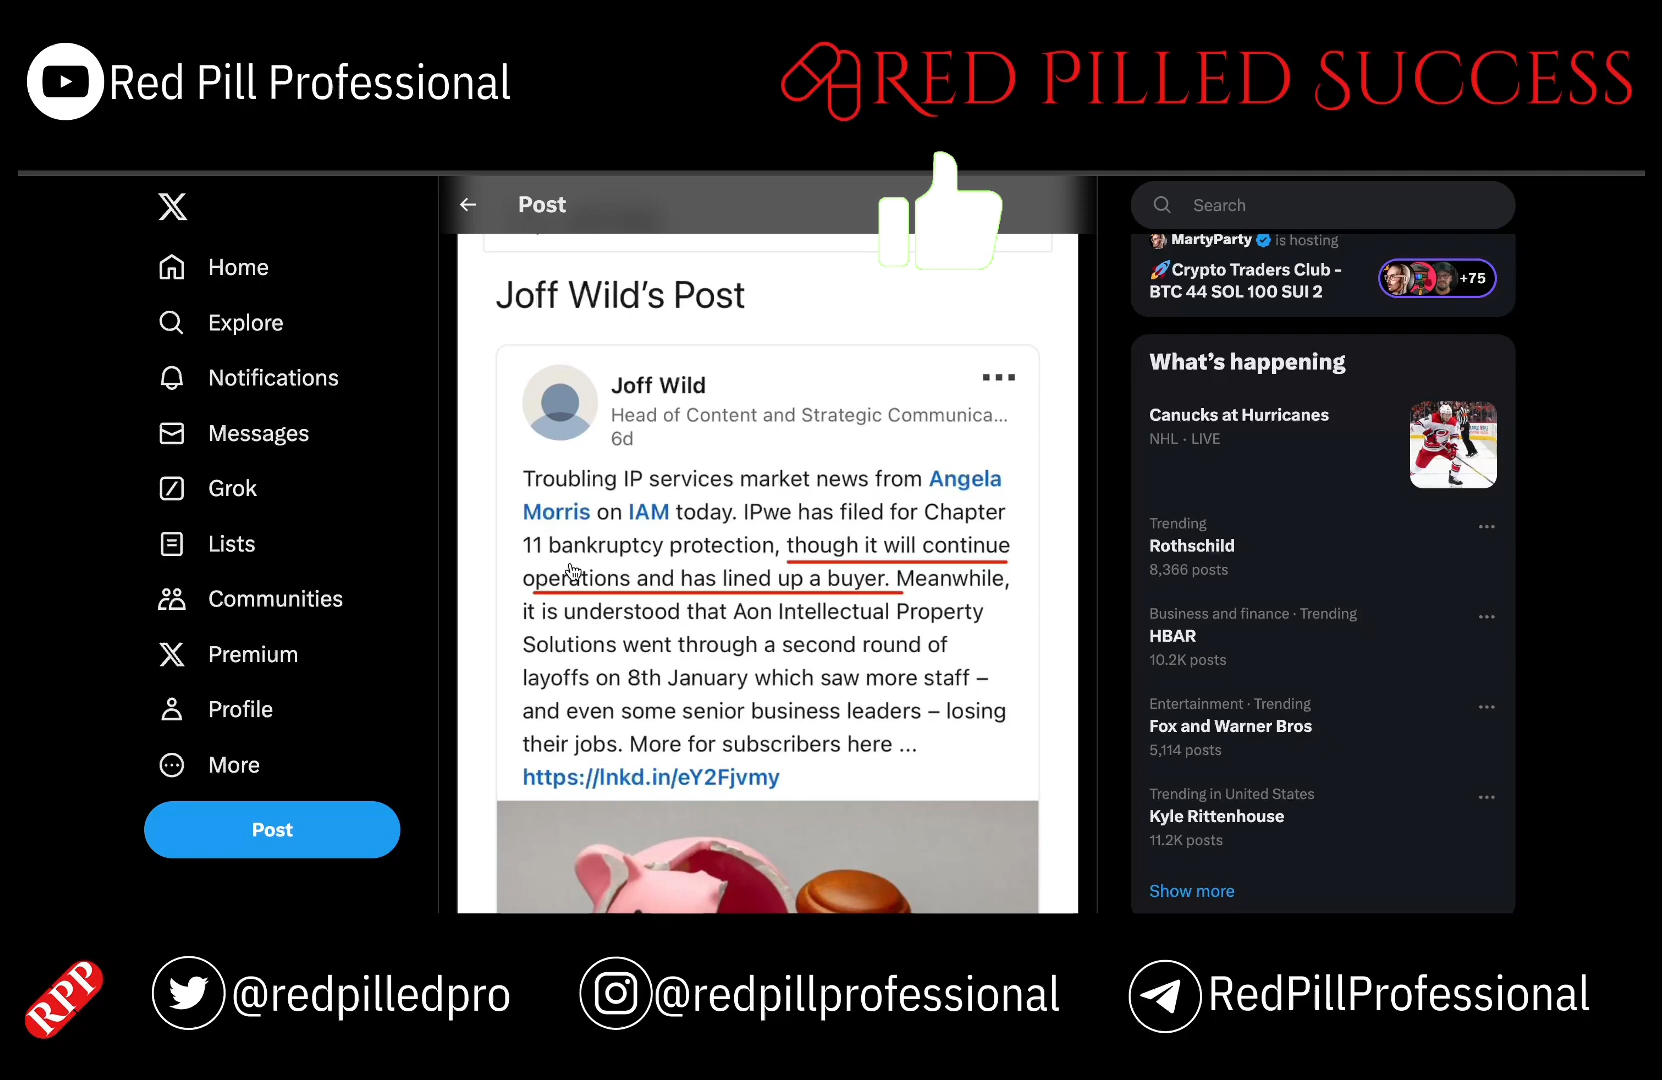 Red Pill Professional
RED PILLED SUCCESS
Home
Explore
Notifications
Messages
Grok
Lists
Communities
Premium
Profile
More
Post
Post
Joff Wild's Post
Joff Wild
Head of Content and Strategic Communica...
6d
Troubling IP services market news from Angela
Morris on IAM today. IPwe has filed for Chapter
11 bankruptcy protection, though it will continue
operations and has lined up a buyer. Meanwhile,
it is understood that Aon Intellectual Property
Solutions went through a second round of
layoffs on 8th January which saw more staff –
and even some senior business leaders – losing
their jobs. More for subscribers here ...
https://lnkd.in/eY2Fjvmy
Search
MartyParty is hosting
🚀Crypto Traders Club -
BTC 44 SOL 100 SUI 2
+75
What's happening
Canucks at Hurricanes
NHL · LIVE
Trending
Rothschild
8,366 posts
Business and finance · Trending
HBAR
10.2K posts
Entertainment · Trending
Fox and Warner Bros
5,114 posts
Trending in United States
Kyle Rittenhouse
11.2K posts
Show more
RPP
@redpilledpro
@redpillprofessional
RedPillProfessional